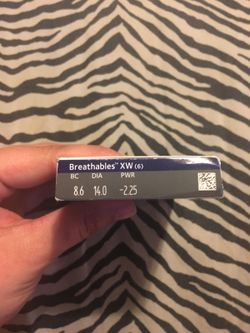 Breathables™ XW (6)
BC DIA PWR
8.6 14.0 -2.25